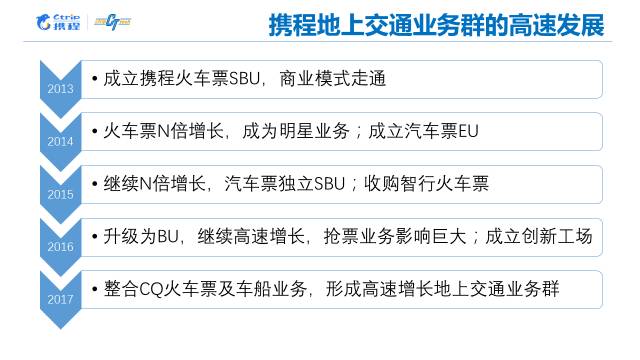 Ctrip
携程
携程地上交通业务群的高速发展
2013
• 成立携程火车票SBU，商业模式走通
2014
• 火车票N倍增长，成为明星业务；成立汽车票EU
2015
• 继续N倍增长，汽车票独立SBU；收购智行火车票
2016
• 升级为BU，继续高速增长，抢票业务影响巨大；成立创新工场
2017
• 整合CQ火车票及车船业务，形成高速增长地上交通业务群